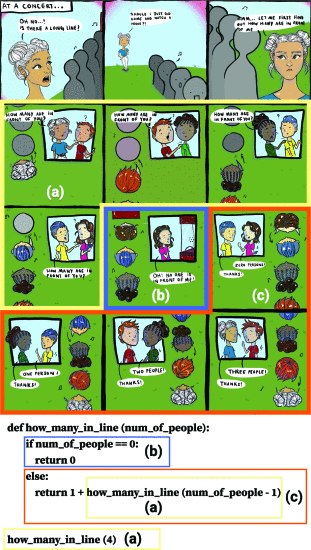 AT A CONCERT...
OH NO..!
IS THERE A LONG LINE?
SHOULD I JUST GO
HOME AND WATCH A
MOVIE?!
HMM... LET ME FIRST FIND
OUT HOW MANY ARE IN FRONT
OF ME
HOW MANY ARE IN
FRONT OF YOU?
HOW MANY ARE IN
FRONT OF YOU?
HOW MANY ARE
IN FRONT OF YOU?
(a)
HOW MANY ARE IN
FRONT OF YOU?
(b)
OH! NO ONE IS
IN FRONT OF ME!
(c)
ZERO PERSONS!
THANKS!
ONE PERSON!
THANKS!
TWO PEOPLE!
THANKS!
THREE PEOPLE!
THANKS!
def how_many_in_line (num_of_people):
if num_of_people == 0:
return 0
(b)
else:
return 1 + how_many_in_line (num_of_people - 1)
(a)
(c)
how_many_in_line (4) (a)